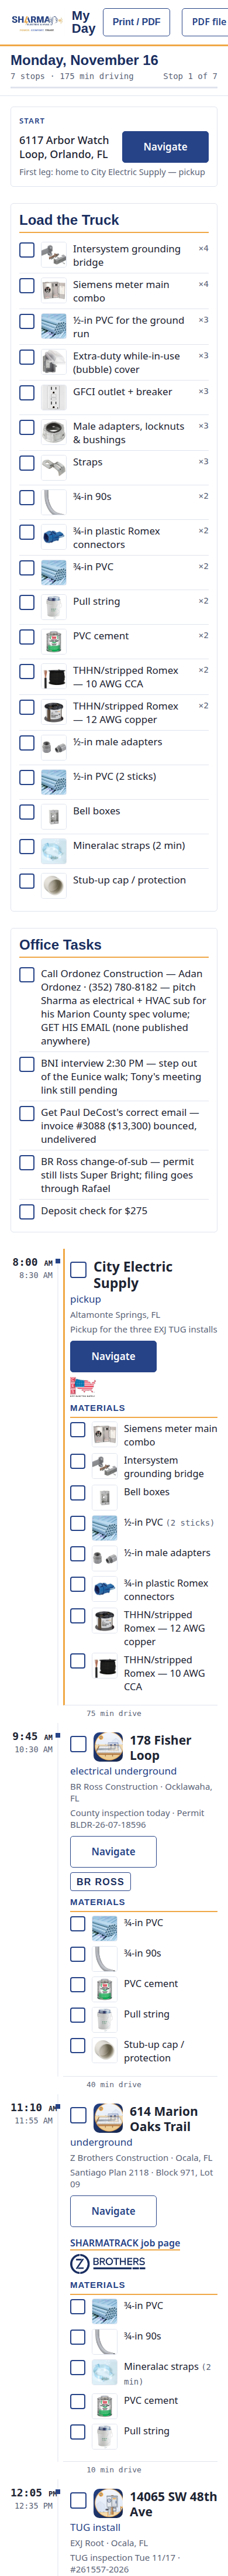 SHARMA
My
Day
Print / PDF
PDF file
Monday, November 16
7 stops · 175 min driving
Stop 1 of 7
START
6117 Arbor Watch
Loop, Orlando, FL
Navigate
First leg: home to City Electric Supply — pickup
Load the Truck
Intersystem grounding
bridge
×4
Siemens meter main
combo
×4
½-in PVC for the ground
run
×3
Extra-duty while-in-use
(bubble) cover
×3
GFCI outlet + breaker
×3
Male adapters, locknuts
& bushings
×3
Straps
×3
¾-in 90s
×2
¾-in plastic Romex
connectors
×2
¾-in PVC
×2
Pull string
×2
PVC cement
×2
THHN/stripped Romex
— 10 AWG CCA
×2
THHN/stripped Romex
— 12 AWG copper
×2
½-in male adapters
½-in PVC (2 sticks)
Bell boxes
Mineralac straps (2 min)
Stub-up cap / protection
Office Tasks
Call Ordonez Construction — Adan
Ordonez · (352) 780-8182 — pitch
Sharma as electrical + HVAC sub for
his Marion County spec volume;
GET HIS EMAIL (none published
anywhere)
BNI interview 2:30 PM — step out
of the Eunice walk; Tony's meeting
link still pending
Get Paul DeCost's correct email —
invoice #3088 ($13,300) bounced,
undelivered
BR Ross change-of-sub — permit
still lists Super Bright; filing goes
through Rafael
Deposit check for $275
8:00 AM
8:30 AM
City Electric
Supply
pickup
Altamonte Springs, FL
Pickup for the three EXJ TUG installs
Navigate
MATERIALS
Siemens meter main
combo
Intersystem
grounding bridge
Bell boxes
½-in PVC (2 sticks)
½-in male adapters
¾-in plastic Romex
connectors
THHN/stripped
Romex — 12 AWG
copper
THHN/stripped
Romex — 10 AWG
CCA
75 min drive
9:45 AM
10:30 AM
178 Fisher
Loop
electrical underground
BR Ross Construction · Ocklawaha,
FL
County inspection today · Permit
BLDR-26-07-18596
Navigate
BR ROSS
MATERIALS
¾-in PVC
¾-in 90s
PVC cement
Pull string
Stub-up cap /
protection
40 min drive
11:10 AM
11:55 AM
614 Marion
Oaks Trail
underground
Z Brothers Construction · Ocala, FL
Santiago Plan 2118 · Block 971, Lot
09
Navigate
SHARMATRACK job page
Z BROTHERS
MATERIALS
¾-in PVC
¾-in 90s
Mineralac straps (2
min)
PVC cement
Pull string
10 min drive
12:05 PM
12:35 PM
14065 SW 48th
Ave
TUG install
EXJ Root · Ocala, FL
TUG inspection Tue 11/17 ·
#261557-2026